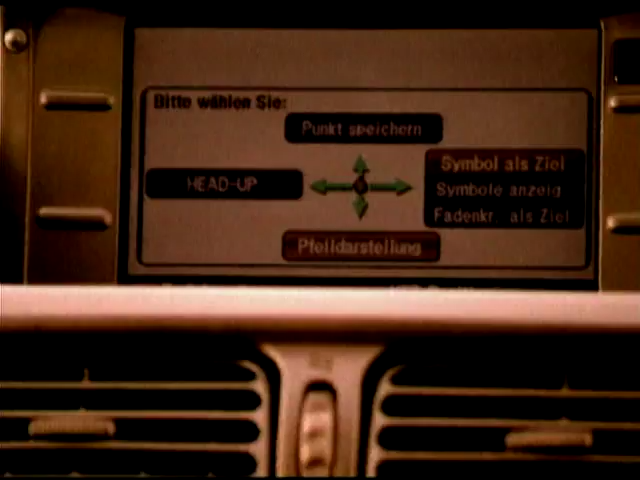 Bitte wählen Sie:
Punkt speichern
HEAD-UP
Symbol als Ziel
Symbole anzeig
Fadenkr. als Ziel
Pfeildarstellung